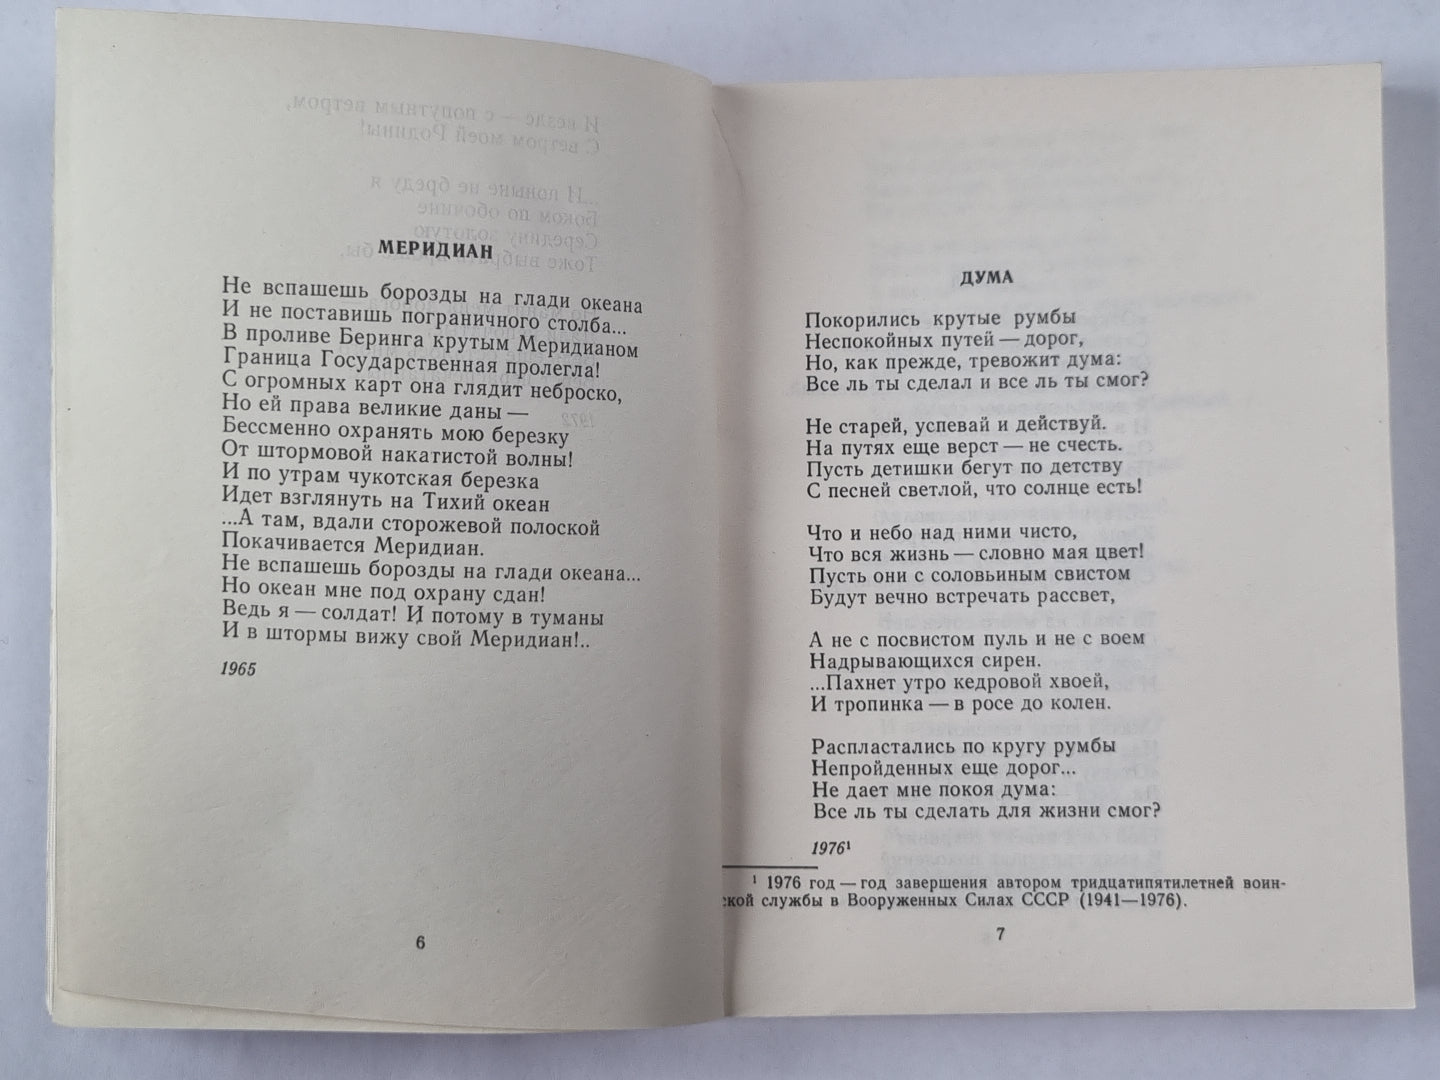 МЕРИДИАН
Не вспашешь борозды на глади океана
И не поставишь пограничного столба...
В проливе Беринга крутым Меридианом
Граница Государственная пролегла!
С огромных карт она глядит неброско,
Но ей права великие даны —
Бессменно охранять мою березку
От штормовой накатистой волны!
И по утрам чукотская березка
Идет взглянуть на Тихий океан
...А там, вдали сторожевой полоской
Покачивается Меридиан.
Не вспашешь борозды на глади океана...
Но океан мне под охрану сдан!
Ведь я — солдат! И потому в туманы
И в штормы вижу свой Меридиан!..
1965
6
ДУМА
Покорились крутые румбы
Неспокойных путей — дорог,
Но, как прежде, тревожит дума:
Все ль ты сделал и все ль ты смог?
Не старей, успевай и действуй.
На путях еще верст — не счесть.
Пусть детишки бегут по детству
С песней светлой, что солнце есть!
Что и небо над ними чисто,
Что вся жизнь — словно мая цвет!
Пусть они с соловьиным свистом
Будут вечно встречать рассвет,
А не с посвистом пуль и не с воем
Надрывающихся сирен.
...Пахнет утро кедровой хвоей,
И тропинка — в росе до колен.
Распластались по кругу румбы
Непройденных еще дорог...
Не дает мне покоя дума:
Все ль ты сделать для жизни смог?
1976¹
¹ 1976 год — год завершения автором тридцатипятилетней воин-
ской службы в Вооруженных Силах СССР (1941—1976).
7